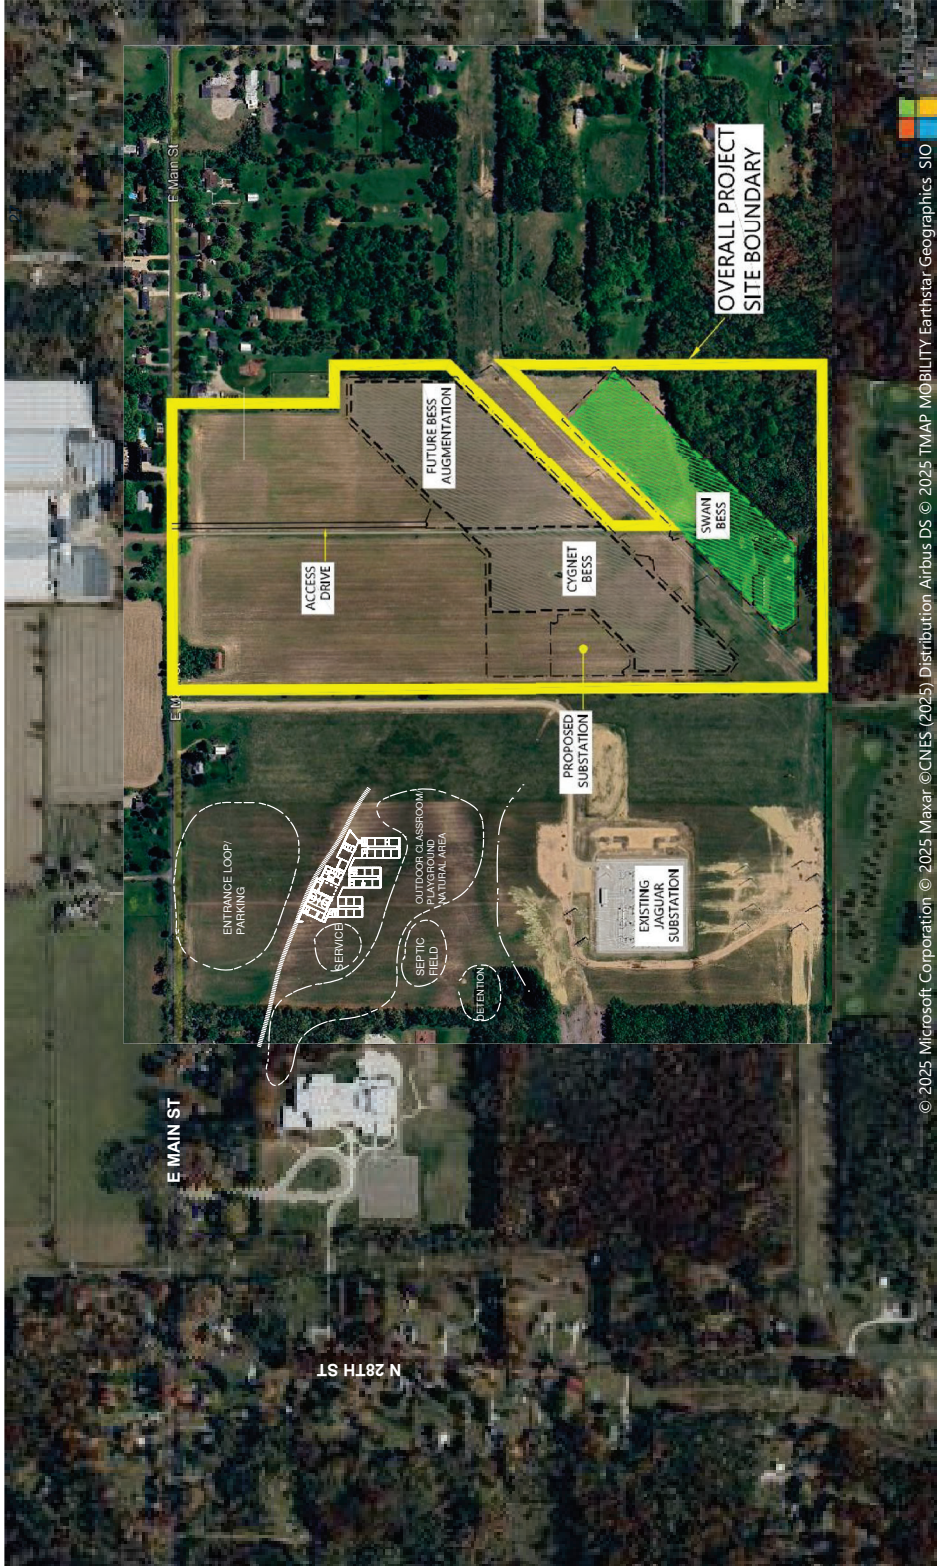 E Main St
OVERALL PROJECT
SITE BOUNDARY
FUTURE BESS
AUGMENTATION
ACCESS
DRIVE
CYGNET
BESS
SWAN
BESS
PROPOSED
SUBSTATION
EXISTING
JAGUAR
SUBSTATION
ENTRANCE LOOP/
PARKING
OUTDOOR CLASSROOM/
PLAYGROUND
NATURAL AREA
SERVICE
SEPTIC
FIELD
DETENTION
E MAIN ST
N 28TH ST
© 2025 Microsoft Corporation © 2025 Maxar ©CNES (2025) Distribution Airbus DS © 2025 TMAP MOBILITY Earthstar Geographics SIO